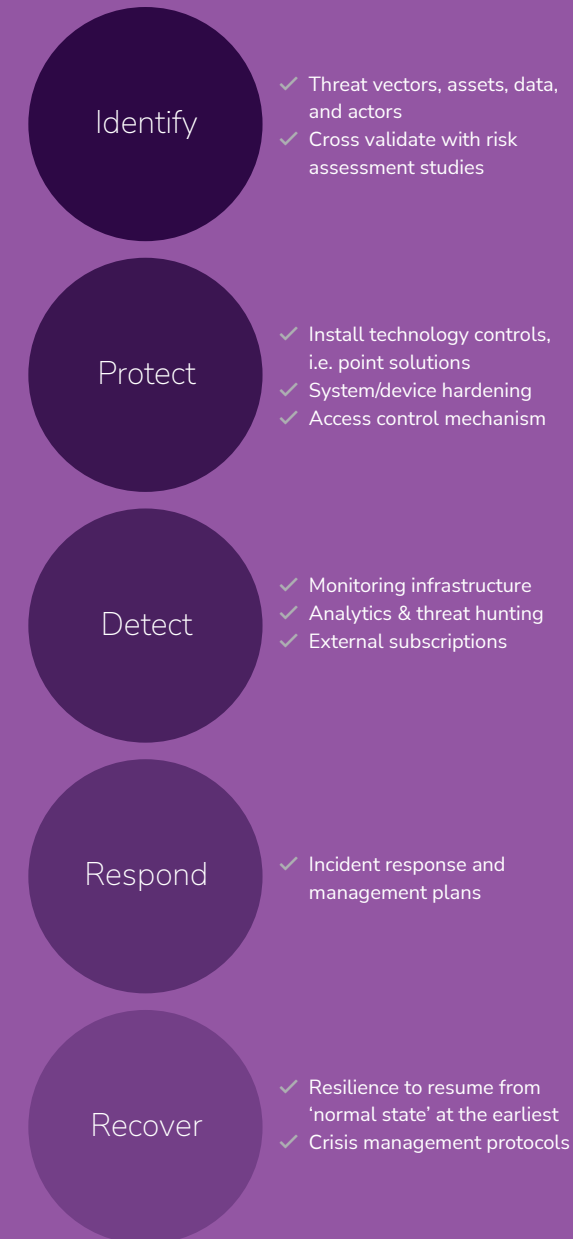 Identify
Threat vectors, assets, data,
and actors
Cross validate with risk
assessment studies
Protect
Install technology controls,
i.e. point solutions
System/device hardening
Access control mechanism
Detect
Monitoring infrastructure
Analytics & threat hunting
External subscriptions
Respond
Incident response and
management plans
Recover
Resilience to resume from
‘normal state’ at the earliest
Crisis management protocols